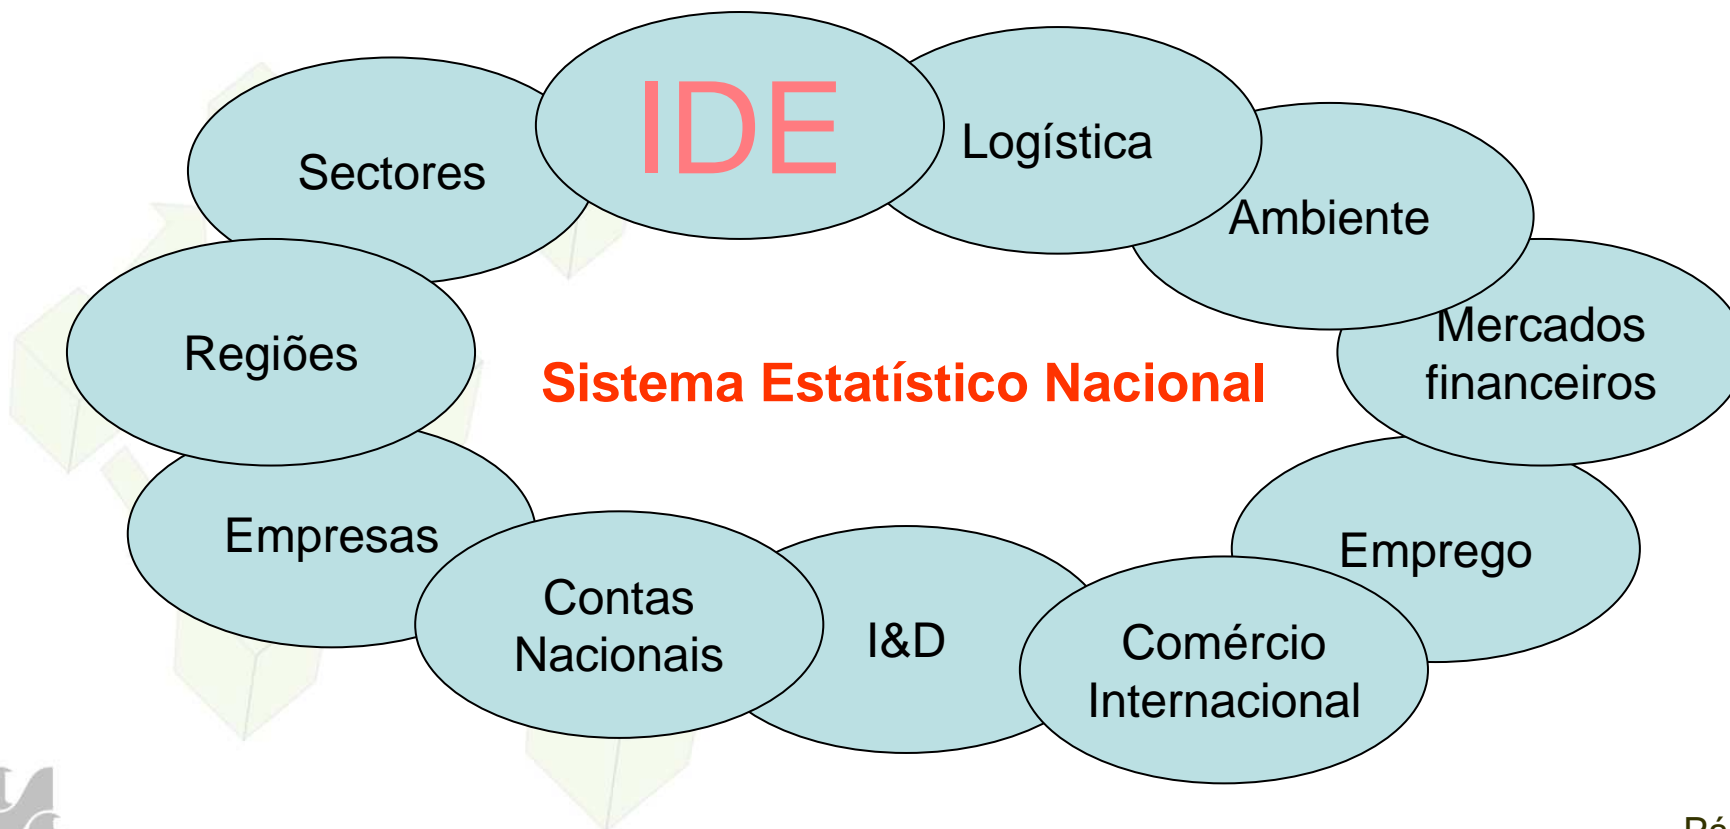 IDE
Logística
Sectores
Ambiente
Mercados
financeiros
Regiões
Sistema Estatístico Nacional
Empresas
Emprego
Contas
Nacionais
I&D
Comércio
Internacional